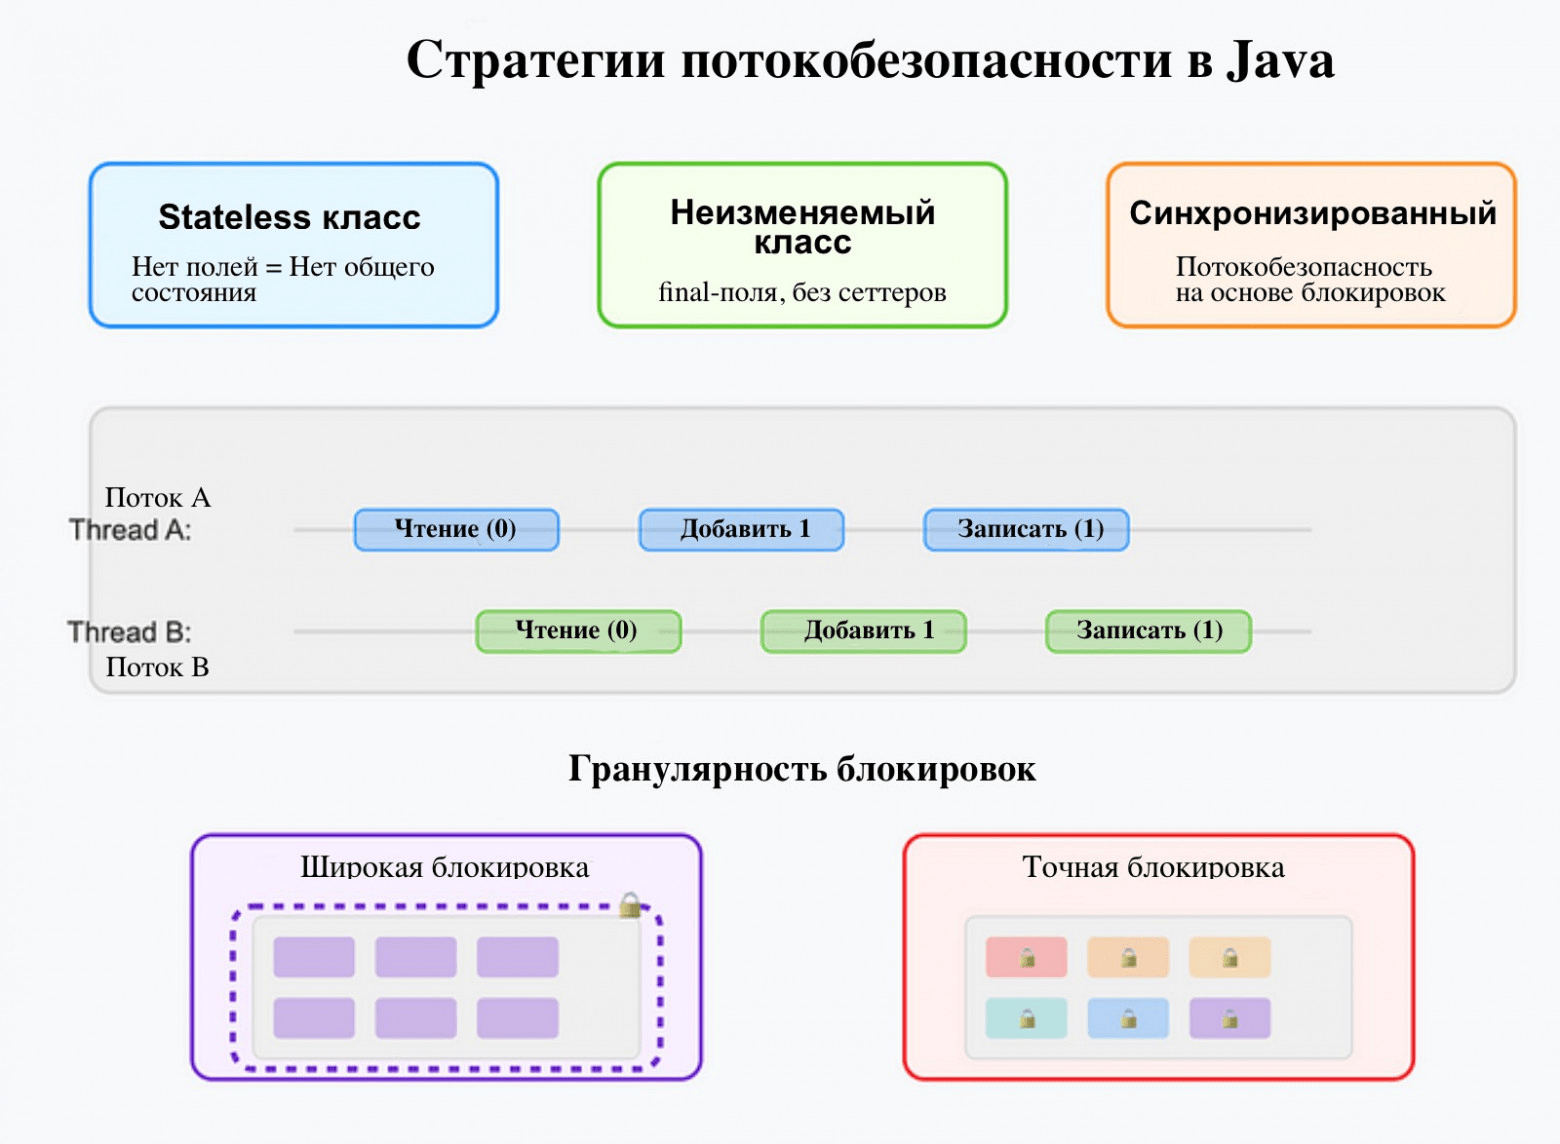 Стратегии потокобезопасности в Java
Stateless класс
Нет полей = Нет общего
состояния
Неизменяемый
класс
final-поля, без сеттеров
Синхронизированный
Потокобезопасность
на основе блокировок
Поток A
Thread A:
Чтение (0)
Добавить 1
Записать (1)
Thread B:
Поток B
Чтение (0)
Добавить 1
Записать (1)
Гранулярность блокировок
Широкая блокировка
Точная блокировка